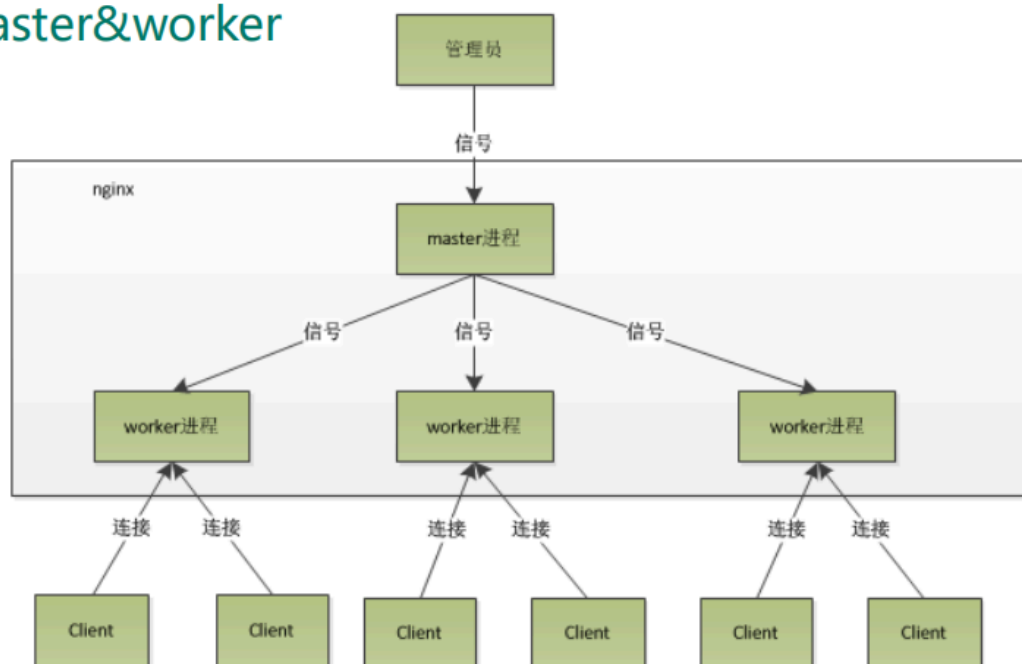 aster&worker
管理员
信号
nginx
master进程
信号
信号
信号
worker进程
worker进程
worker进程
连接
连接
连接
连接
连接
连接
Client
Client
Client
Client
Client
Client